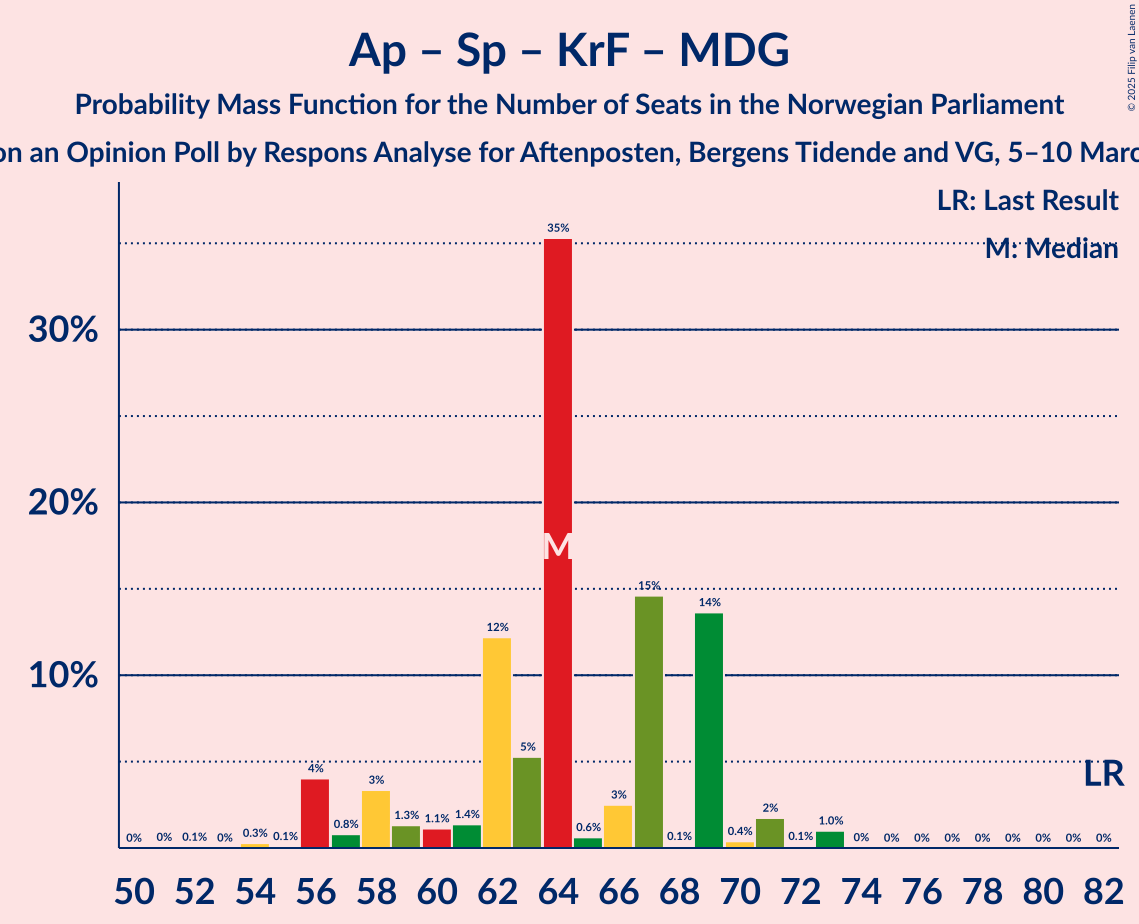 Ap – Sp – KrF – MDG
Probability Mass Function for the Number of Seats in the Norwegian Parliament
on an Opinion Poll by Respons Analyse for Aftenposten, Bergens Tidende and VG, 5–10 Marc
© 2025 Filip van Laenen
LR: Last Result
M: Median
30%
20%
10%
0% 0% 0.1% 0% 0.3% 0.1% 4% 0.8% 3% 1.3% 1.1% 1.4% 12% 5% 35% 0.6% 3% 15% 0.1% 14% 0.4% 2% 0.1% 1.0% 0% 0% 0% 0% 0% 0% 0% 0% 0%
M
LR
50 52 54 56 58 60 62 64 66 68 70 72 74 76 78 80 82